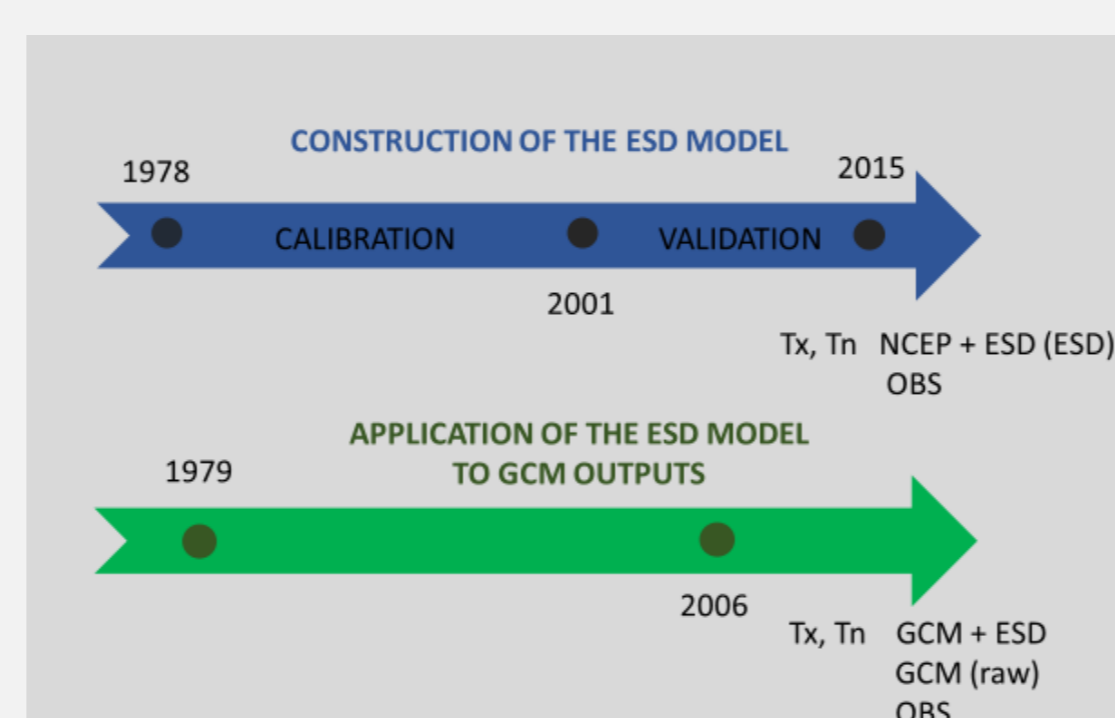 CONSTRUCTION OF THE ESD MODEL
1978
2015
CALIBRATION
VALIDATION
2001
Tx, Tn NCEP + ESD (ESD)
OBS
APPLICATION OF THE ESD MODEL
TO GCM OUTPUTS
1979
2006
Tx, Tn GCM + ESD
GCM (raw)
OBS